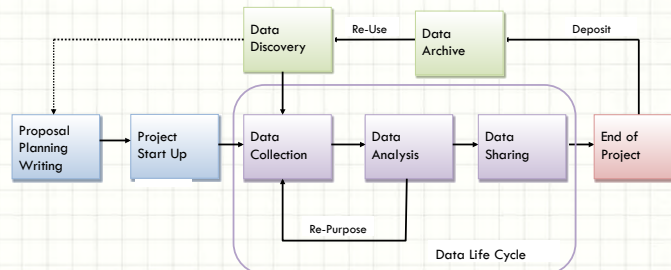 Data
Discovery
Re-Use
Data
Archive
Deposit
Proposal
Planning
Writing
Project
Start Up
Data
Collection
Data
Analysis
Data
Sharing
End of
Project
Re-Purpose
Data Life Cycle